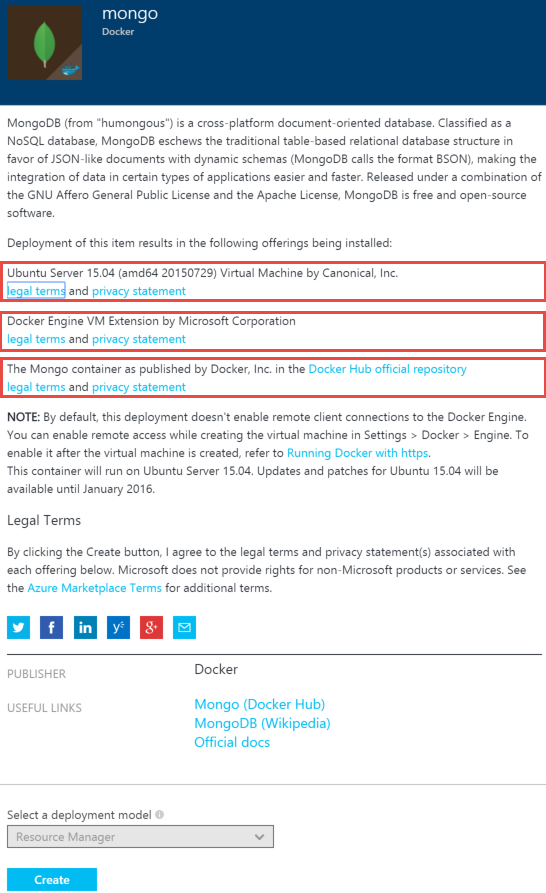 mongo
Docker
MongoDB (from "humongous") is a cross-platform document-oriented database. Classified as a
NoSQL database, MongoDB eschews the traditional table-based relational database structure in
favor of JSON-like documents with dynamic schemas (MongoDB calls the format BSON), making the
integration of data in certain types of applications easier and faster. Released under a combination of
the GNU Affero General Public License and the Apache License, MongoDB is free and open-source
software.
Deployment of this item results in the following offerings being installed:
Ubuntu Server 15.04 (amd64 20150729) Virtual Machine by Canonical, Inc.
legal terms and privacy statement
Docker Engine VM Extension by Microsoft Corporation
legal terms and privacy statement
The Mongo container as published by Docker, Inc. in the Docker Hub official repository
legal terms and privacy statement
NOTE: By default, this deployment doesn't enable remote client connections to the Docker Engine.
You can enable remote access while creating the virtual machine in Settings > Docker > Engine. To
enable it after the virtual machine is created, refer to Running Docker with https.
This container will run on Ubuntu Server 15.04. Updates and patches for Ubuntu 15.04 will be
available until January 2016.
Legal Terms
By clicking the Create button, I agree to the legal terms and privacy statement(s) associated with
each offering below. Microsoft does not provide rights for non-Microsoft products or services. See
the Azure Marketplace Terms for additional terms.
f in y 8+
PUBLISHER Docker
USEFUL LINKS Mongo (Docker Hub)
MongoDB (Wikipedia)
Official docs
Select a deployment model
Resource Manager
Create